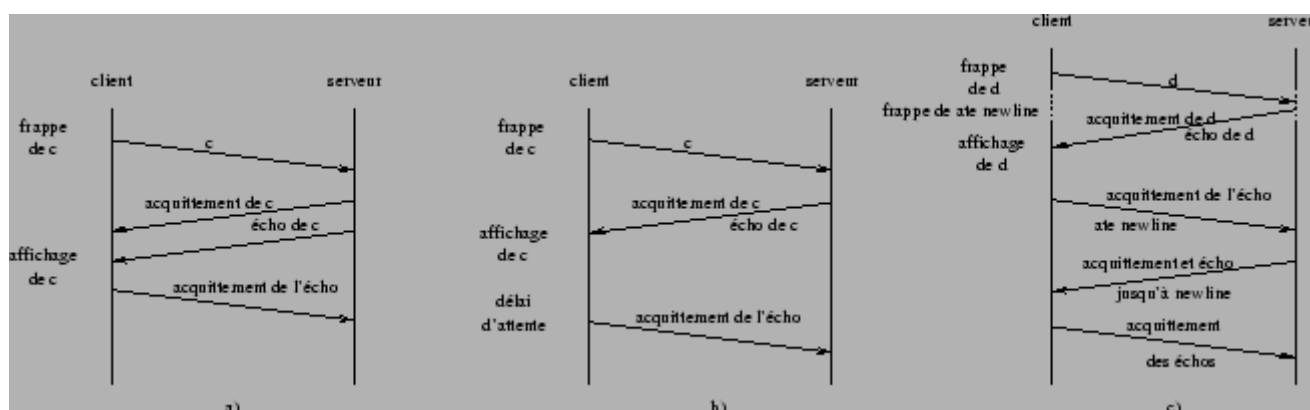 client
serveur
frappe
de c
c
acquittement de c
écho de c
affichage
de c
acquittement de l'écho
a)
client
serveur
frappe
de c
c
acquittement de c
écho de c
affichage
de c
délai
d'attente
acquittement de l'écho
b)
client
serveu
frappe
de d
d
frappe de ate newline
acquittement de d
écho de d
affichage
de d
acquittement de l'écho
ate newline
acquittement et écho
jusqu'à newline
acquittement
des échos
c)